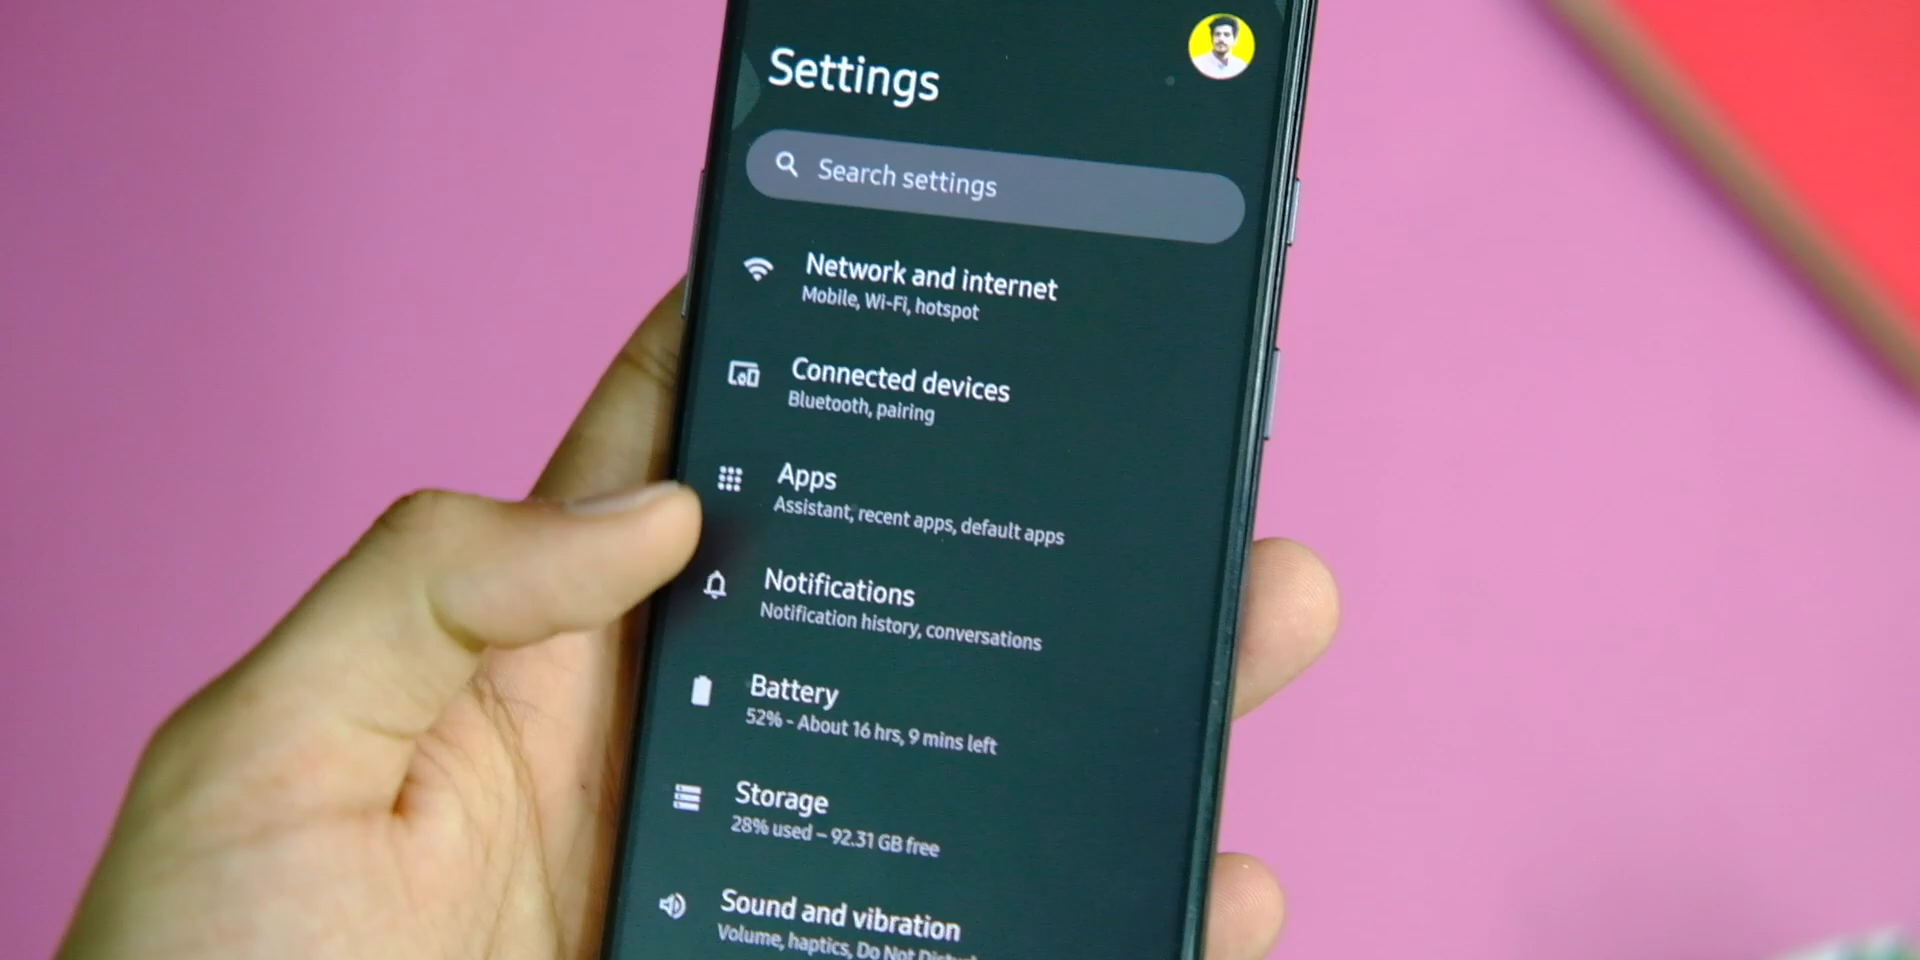 Settings
Search settings
Network and internet
Mobile, Wi-Fi, hotspot
Connected devices
Bluetooth, pairing
Apps
Assistant, recent apps, default apps
Notifications
Notification history, conversations
Battery
52% - About 16 hrs, 9 mins left
Storage
28% used – 92.31 GB free
Sound and vibration
Volume, haptics, Do Not